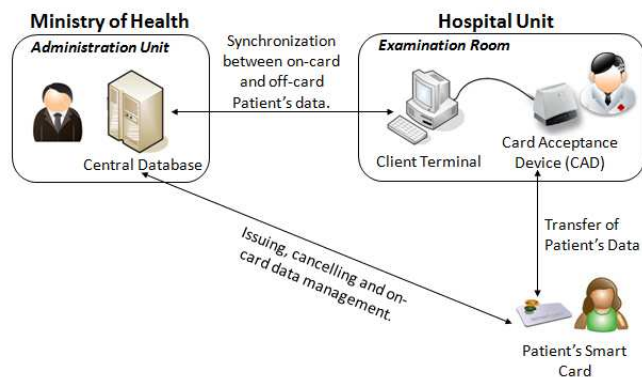 Ministry of Health
Hospital Unit
Administration Unit
Examination Room
Synchronization
between on-card
and off-card
Patient's data.
Central Database
Client Terminal
Card Acceptance
Device (CAD)
Issuing, cancelling and on-
card data management.
Transfer of
Patient's Data
Patient's Smart
Card